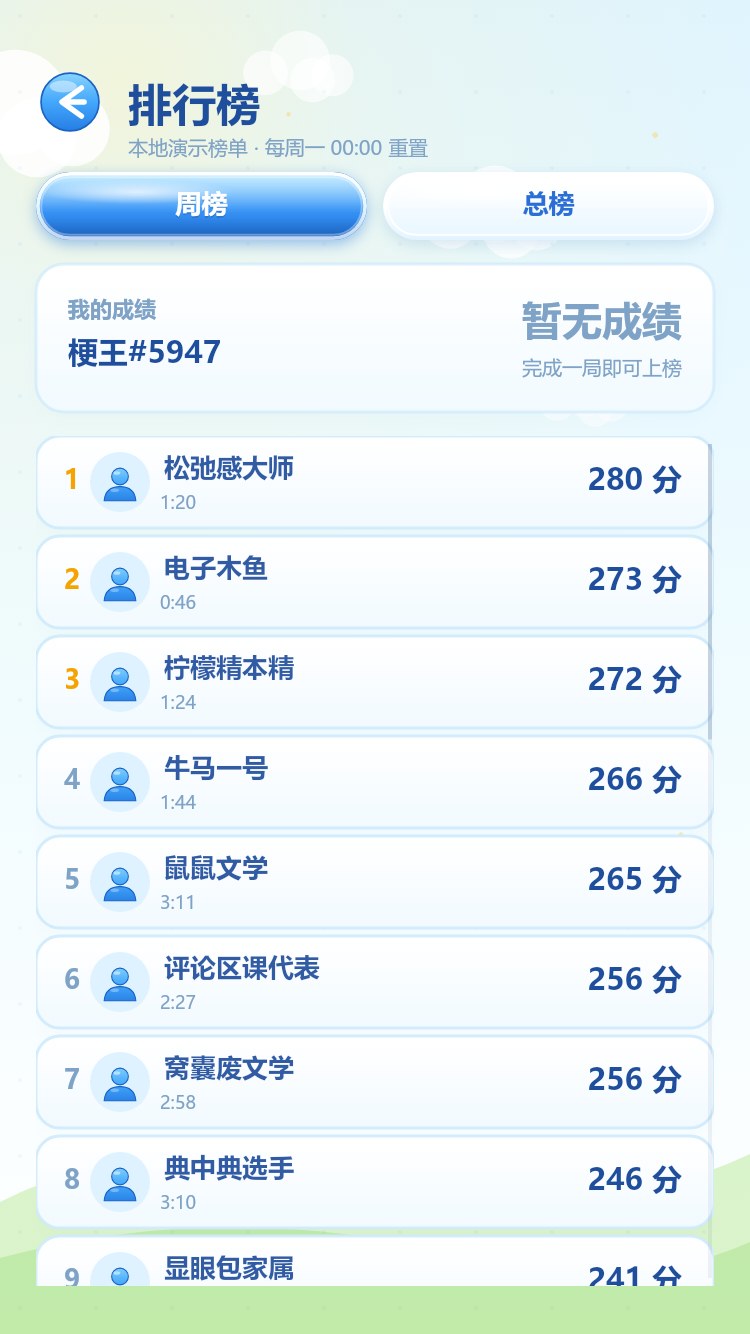 排行榜
本地演示榜单 · 每周一 00:00 重置
周榜
总榜
我的成绩
梗王#5947
暂无成绩
完成一局即可上榜
1
松弛感大师
1:20
280 分
2
电子木鱼
0:46
273 分
3
柠檬精本精
1:24
272 分
4
牛马一号
1:44
266 分
5
鼠鼠文学
3:11
265 分
6
评论区课代表
2:27
256 分
7
窝囊废文学
2:58
256 分
8
典中典选手
3:10
246 分
9
显眼包家属
241 分